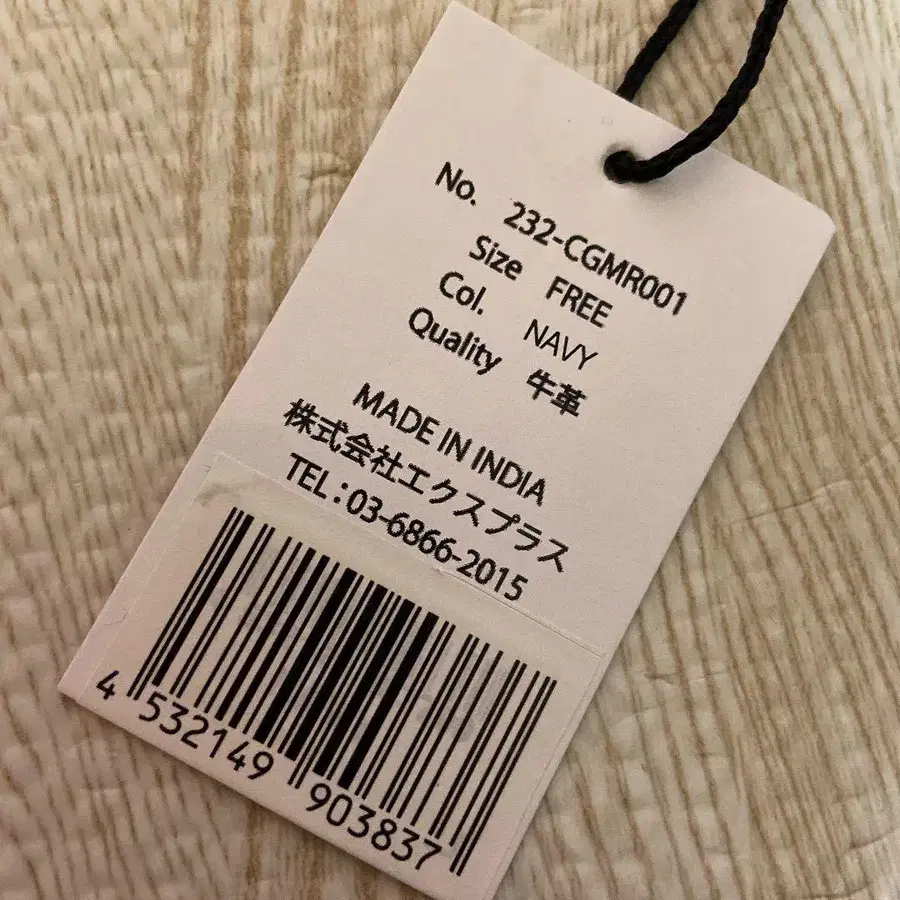 No. 232-CGMR001
Size FREE
Col. NAVY
Quality 牛革
MADE IN INDIA
株式会社エクスプラス
TEL:03-6866-2015
4 532149 903837